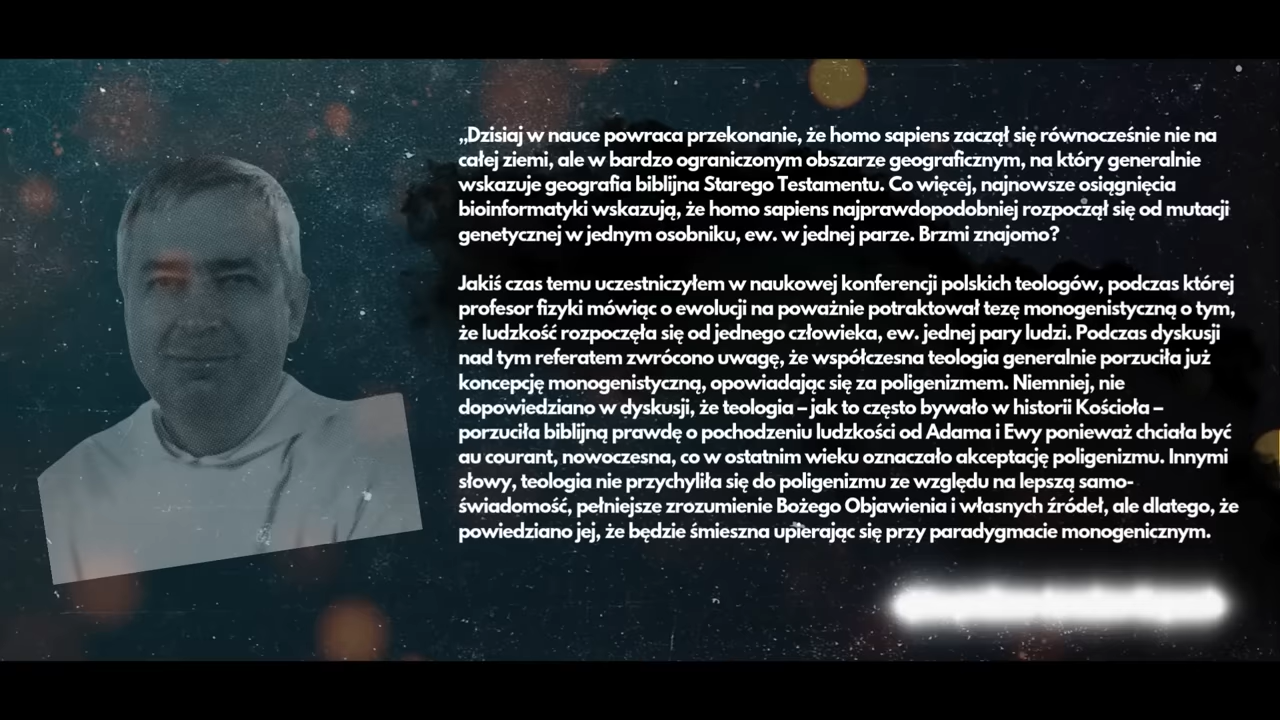 „Dzisiaj w nauce powraca przekonanie, że homo sapiens zaczął się równocześnie nie na
całej ziemi, ale w bardzo ograniczonym obszarze geograficznym, na który generalnie
wskazuje geografia biblijna Starego Testamentu. Co więcej, najnowsze osiągnięcia
bioinformatyki wskazują, że homo sapiens najprawdopodobniej rozpoczął się od mutacji
genetycznej w jednym osobniku, ew. w jednej parze. Brzmi znajomo?
Jakiś czas temu uczestniczyłem w naukowej konferencji polskich teologów, podczas której
profesor fizyki mówiąc o ewolucji na poważnie potraktował tezę monogenistyczną o tym,
że ludzkość rozpoczęła się od jednego człowieka, ew. jednej pary ludzi. Podczas dyskusji
nad tym referatem zwrócono uwagę, że współczesna teologia generalnie porzuciła już
koncepcję monogenistyczną, opowiadając się za poligenizmem. Niemniej, nie
dopowiedziano w dyskusji, że teologia – jak to często bywało w historii Kościoła –
porzuciła biblijną prawdę o pochodzeniu ludzkości od Adama i Ewy ponieważ chciała być
au courant, nowoczesna, co w ostatnim wieku oznaczało akceptację poligenizmu. Innymi
słowy, teologia nie przychyliła się do poligenizmu ze względu na lepszą samo-
świadomość, pełniejsze zrozumienie Bożego Objawienia i własnych źródeł, ale dlatego, że
powiedziano jej, że będzie śmieszna upierając się przy paradygmacie monogenicznym.